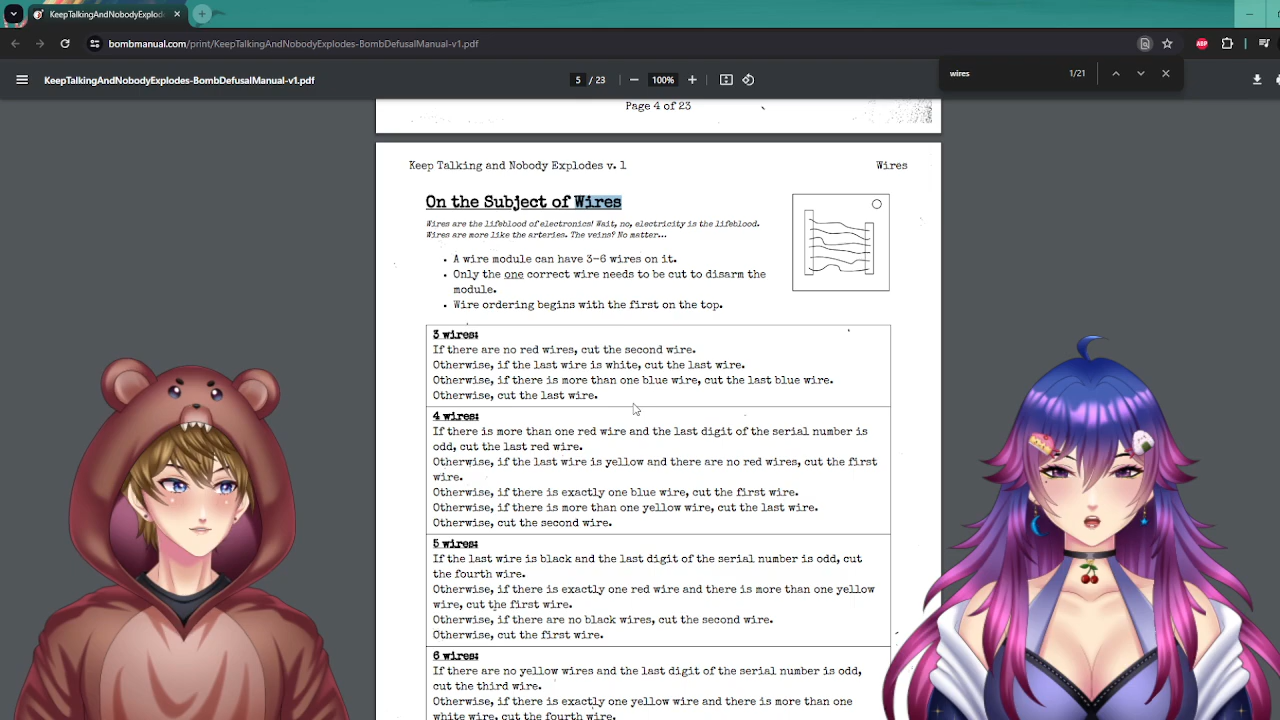 KeepTalkingAndNobodyExplodes-
bombmanual.com/print/KeepTalkingAndNobodyExplodes-BombDefusalManual-v1.pdf
ABP
KeepTalkingAndNobodyExplodes-BombDefusalManual-v1.pdf
5 / 23
100%
wires
1/21
Page 4 of 23
Keep Talking and Nobody Explodes v. 1
Wires
On the Subject of Wires
Wires are the lifeblood of electronics! Wait, no, electricity is the lifeblood.
Wires are more like the arteries. The veins? No matter...
• A wire module can have 3-6 wires on it.
• Only the one correct wire needs to be cut to disarm the
module.
• Wire ordering begins with the first on the top.
3 wires:
If there are no red wires, cut the second wire.
Otherwise, if the last wire is white, cut the last wire.
Otherwise, if there is more than one blue wire, cut the last blue wire.
Otherwise, cut the last wire.
4 wires:
If there is more than one red wire and the last digit of the serial number is
odd, cut the last red wire.
Otherwise, if the last wire is yellow and there are no red wires, cut the first
wire.
Otherwise, if there is exactly one blue wire, cut the first wire.
Otherwise, if there is more than one yellow wire, cut the last wire.
Otherwise, cut the second wire.
5 wires:
If the last wire is black and the last digit of the serial number is odd, cut
the fourth wire.
Otherwise, if there is exactly one red wire and there is more than one yellow
wire, cut the first wire.
Otherwise, if there are no black wires, cut the second wire.
Otherwise, cut the first wire.
6 wires:
If there are no yellow wires and the last digit of the serial number is odd,
cut the third wire.
Otherwise, if there is exactly one yellow wire and there is more than one
white wire, cut the fourth wire.